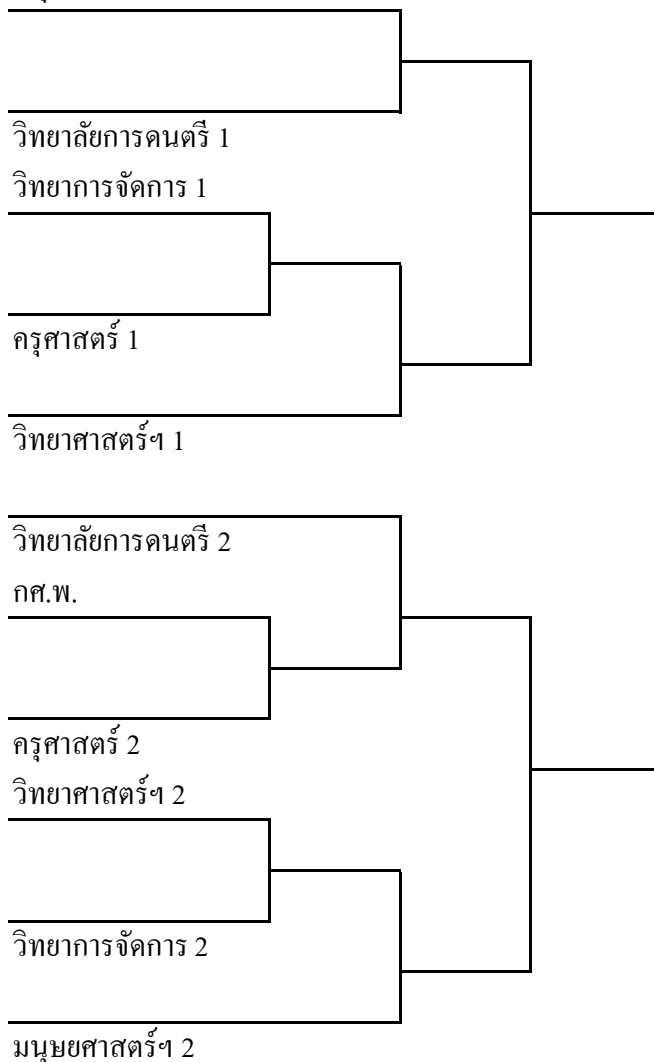 วิทยาลัยการดนตรี 1
วิทยาการจัดการ 1
ครุศาสตร์ 1
วิทยาศาสตร์ฯ 1
วิทยาลัยการดนตรี 2
กศ.พ.
ครุศาสตร์ 2
วิทยาศาสตร์ฯ 2
วิทยาการจัดการ 2
มนุษยศาสตร์ฯ 2